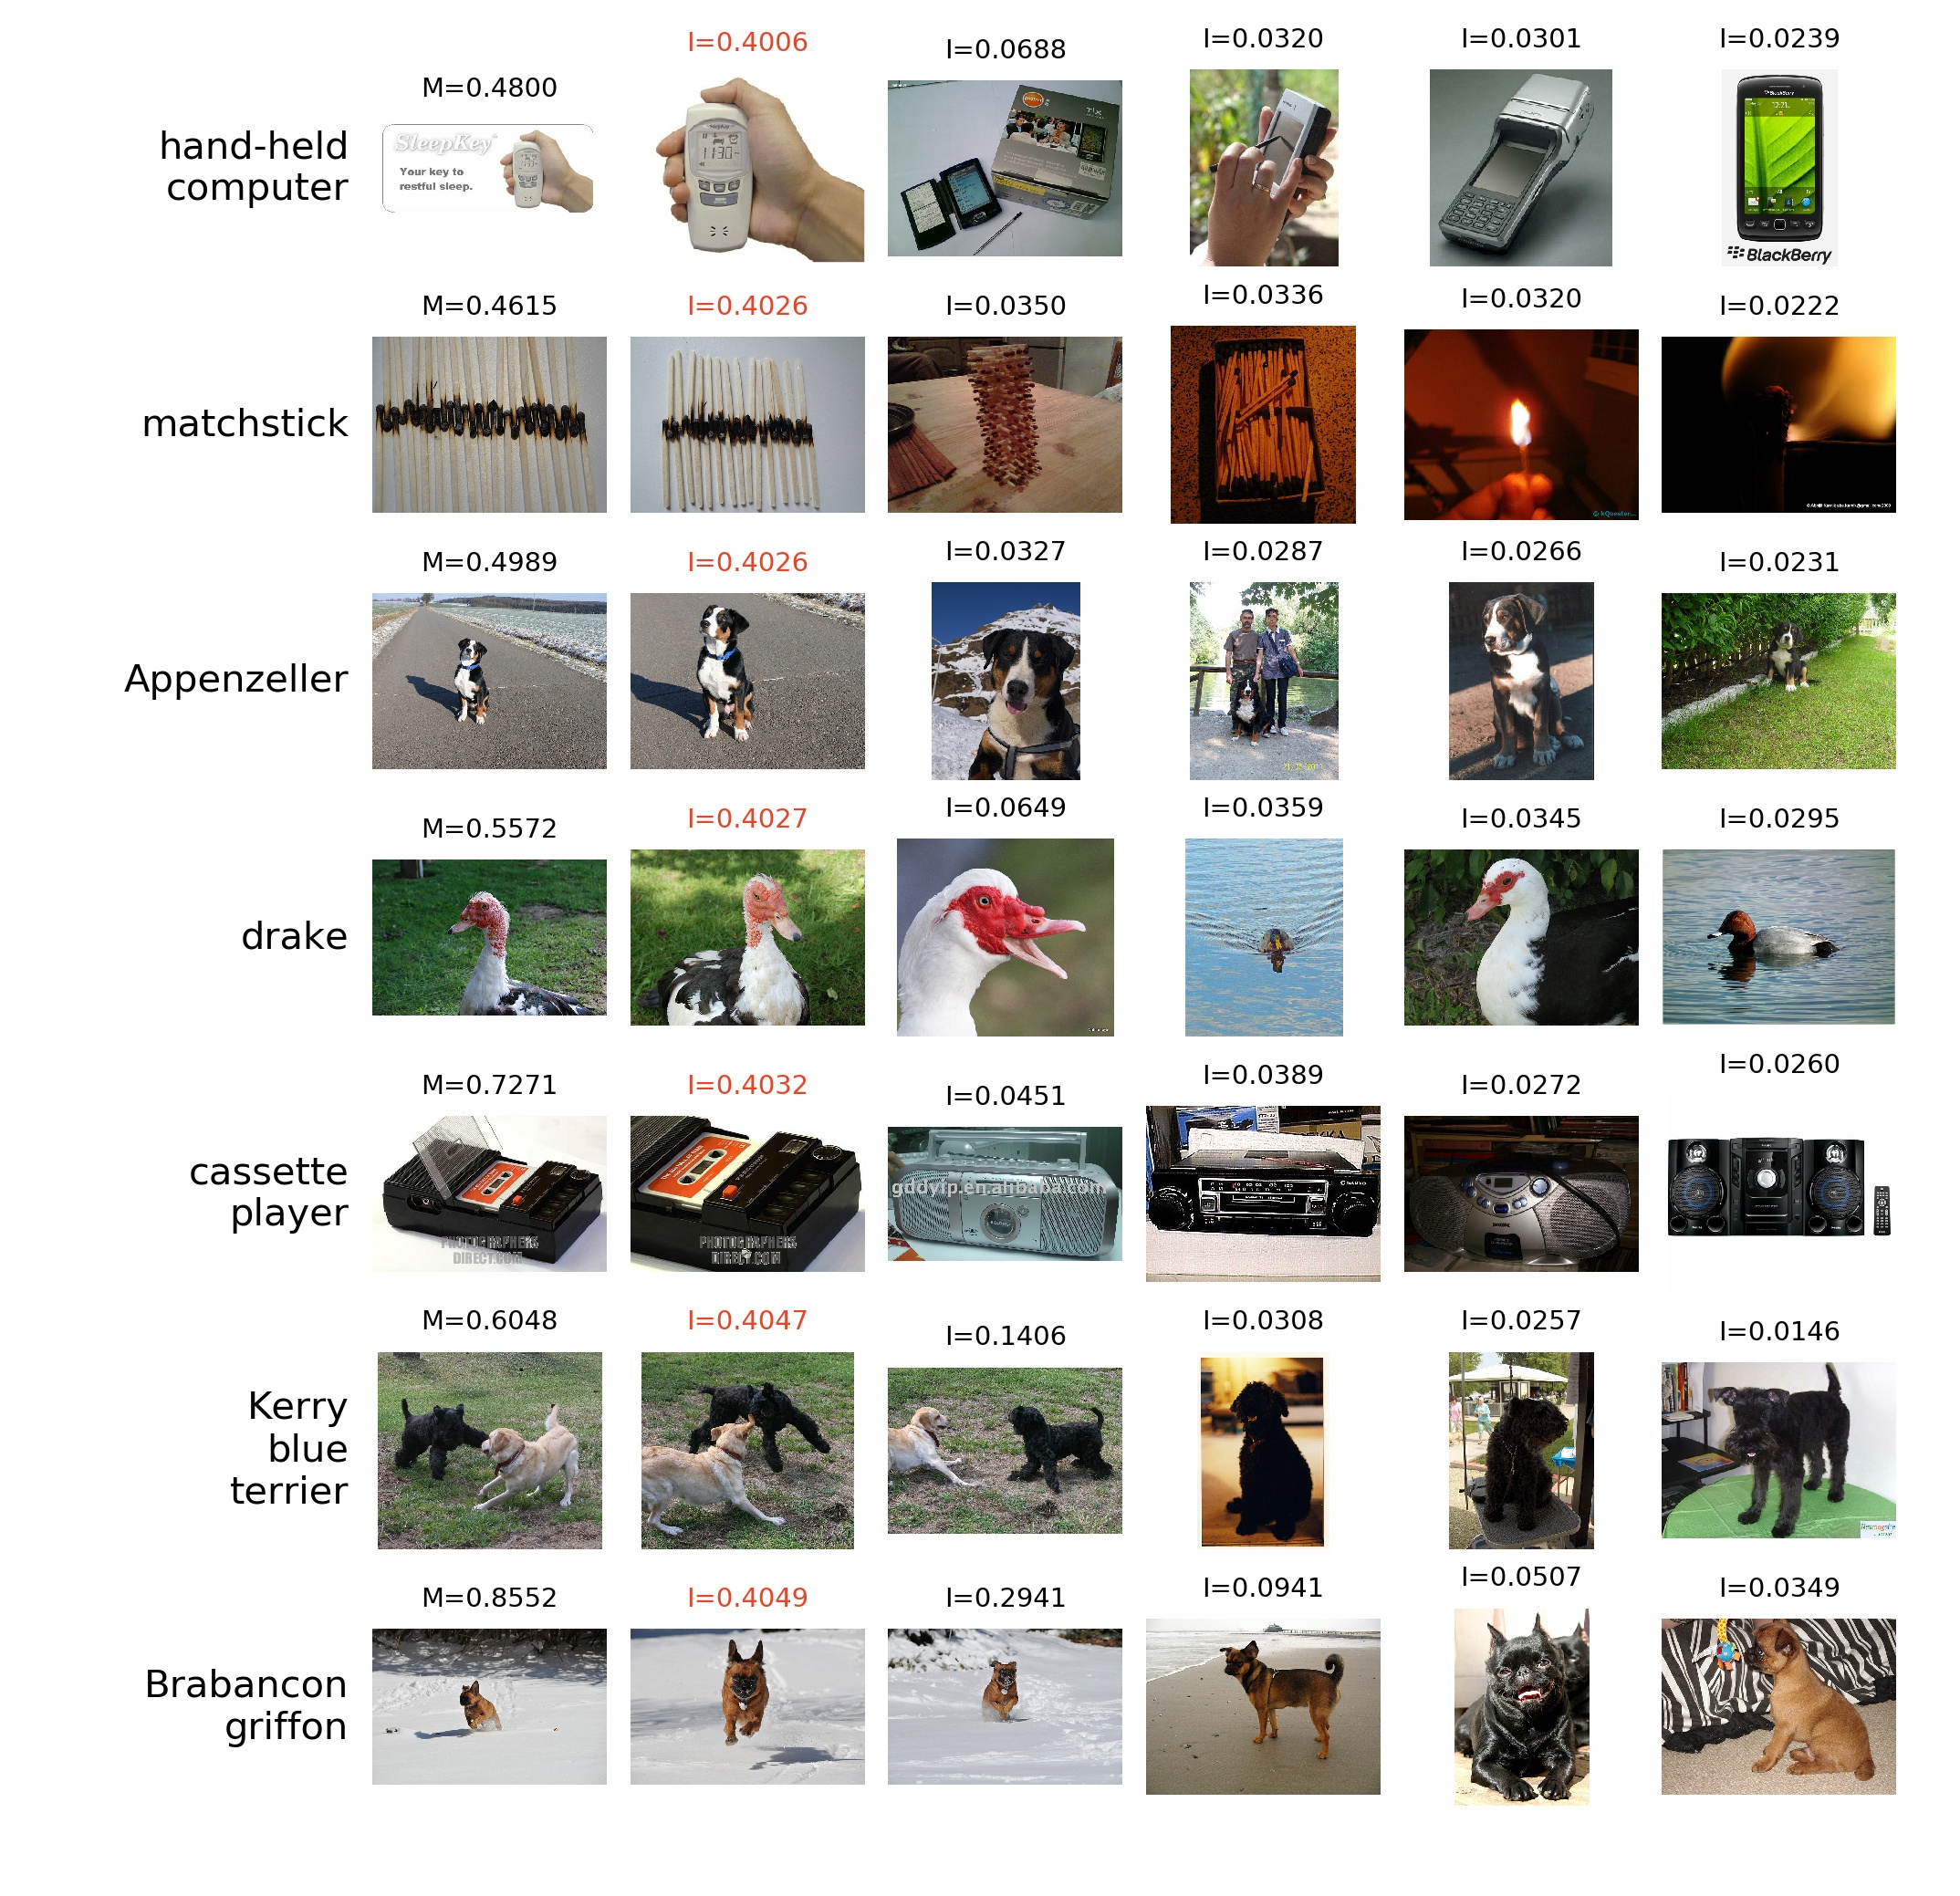 I=0.4006
I=0.0688
I=0.0320
I=0.0301
I=0.0239
M=0.4800
hand-held
computer
SleepKey
Your key to
restful sleep.
1130
T|X
BlackBerry
BlackBerry
M=0.4615
I=0.4026
I=0.0350
I=0.0336
I=0.0320
I=0.0222
matchstick
M=0.4989
I=0.4026
I=0.0327
I=0.0287
I=0.0266
I=0.0231
Appenzeller
M=0.5572
I=0.4027
I=0.0649
I=0.0359
I=0.0345
I=0.0295
drake
M=0.7271
I=0.4032
I=0.0451
I=0.0389
I=0.0272
I=0.0260
cassette
player
PHOTOGRAPHERS
DIRECT.COM
PHOTOGRAPHERS
DIRECT.COM
gddyip.en.alibaba.com
M=0.6048
I=0.4047
I=0.1406
I=0.0308
I=0.0257
I=0.0146
Kerry
blue
terrier
M=0.8552
I=0.4049
I=0.2941
I=0.0941
I=0.0507
I=0.0349
Brabancon
griffon